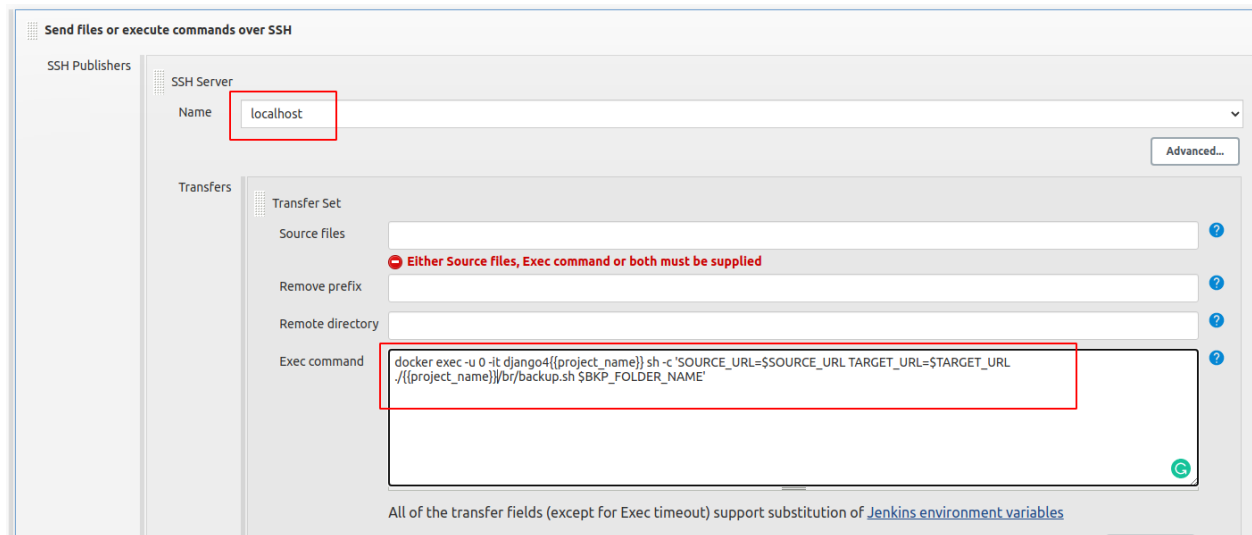 Send files or execute commands over SSH
SSH Publishers
SSH Server
Name
localhost
Advanced...
Transfers
Transfer Set
Source files
Either Source files, Exec command or both must be supplied
Remove prefix
Remote directory
Exec command
docker exec -u 0 -it django4{{project_name}} sh -c 'SOURCE_URL=$SOURCE_URL TARGET_URL=$TARGET_URL
./{{project_name}}/br/backup.sh $BKP_FOLDER_NAME'
All of the transfer fields (except for Exec timeout) support substitution of Jenkins environment variables